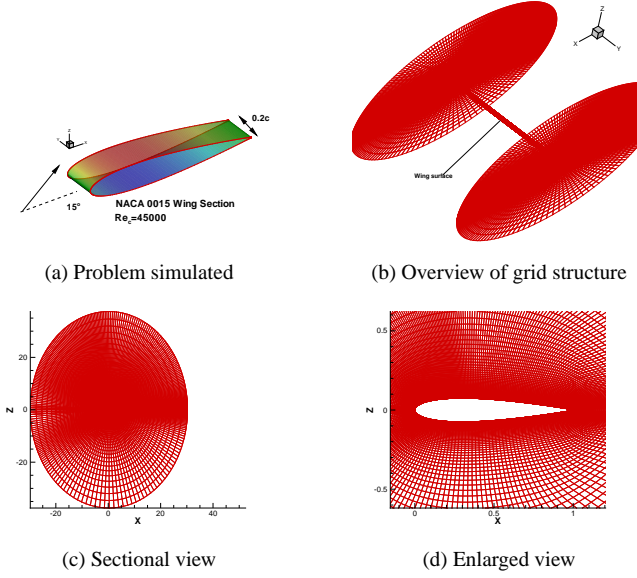 Z
Y
X
0.2c
15°
NACA 0015 Wing Section
Re_c=45000
(a) Problem simulated
Z
X
Y
Wing surface
(b) Overview of grid structure
20
0
-20
Z
-20
0
20
40
X
(c) Sectional view
0.5
0
-0.5
Z
0
0.5
1
X
(d) Enlarged view